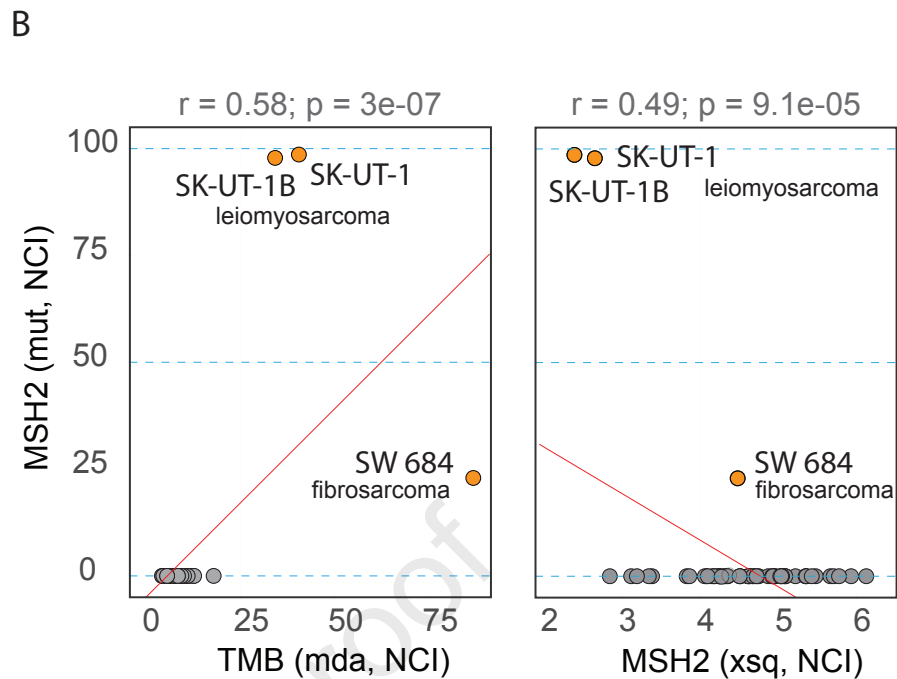 B
r = 0.58; p = 3e-07
r = 0.49; p = 9.1e-05
MSH2 (mut, NCI)
100
75
50
25
0
SK-UT-1B
SK-UT-1
leiomyosarcoma
SW 684
fibrosarcoma
0 25 50 75
TMB (mda, NCI)
SK-UT-1
SK-UT-1B
leiomyosarcoma
SW 684
fibrosarcoma
2 3 4 5 6
MSH2 (xsq, NCI)
roof